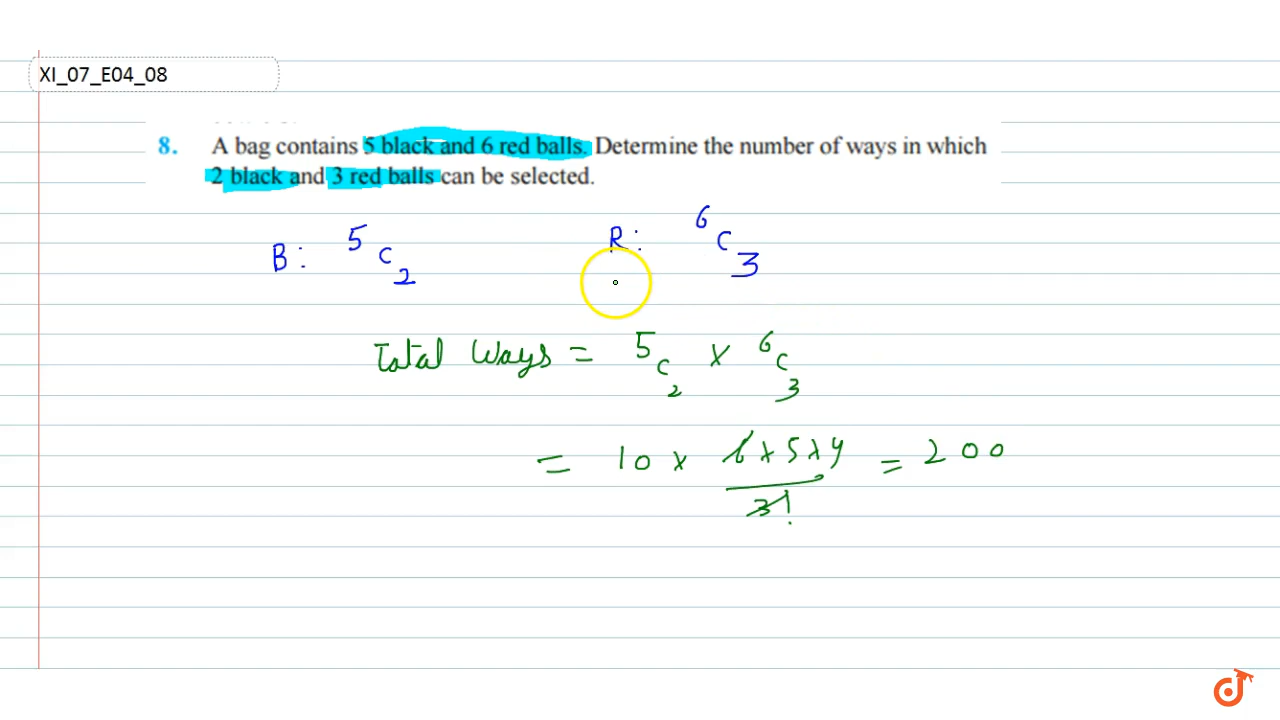 XI_07_E04_08
8. A bag contains 5 black and 6 red balls. Determine the number of ways in which
2 black and 3 red balls can be selected.
B: ⁵C₂ R: ⁶C₃
Total Ways = ⁵C₂ × ⁶C₃
= 10 × (6×5×4)/3! = 200